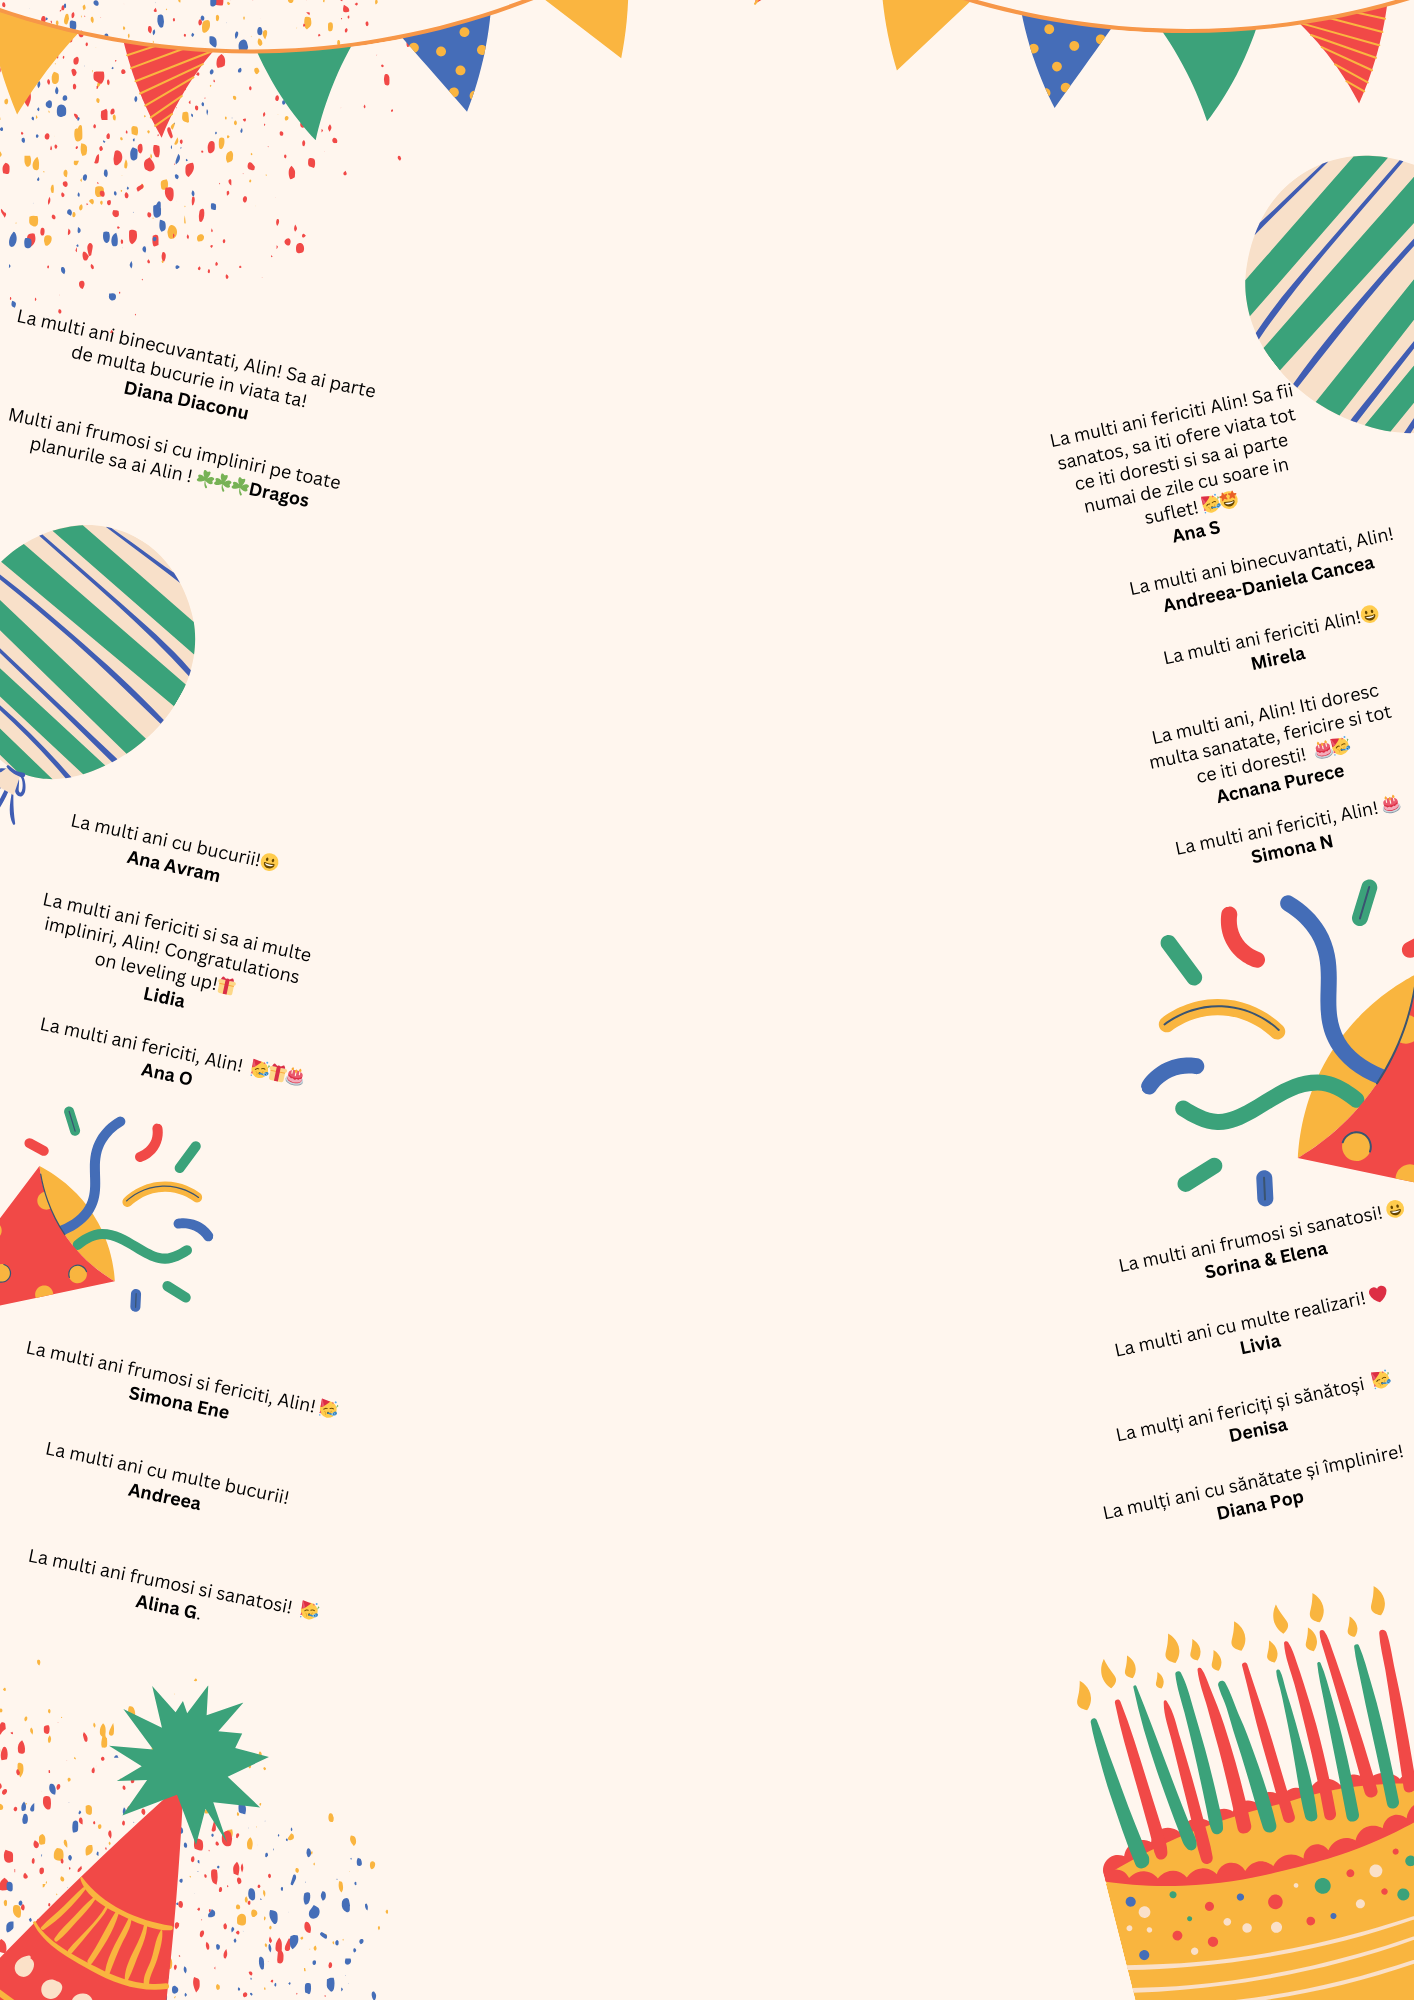 La multi ani binecuvantati, Alin! Sa ai parte
de multa bucurie in viata ta!
Diana Diaconu
Multi ani frumosi si cu impliniri pe toate
planurile sa ai Alin ! ☘️☘️☘️Dragos
La multi ani cu bucurii!😀
Ana Avram
La multi ani fericiti si sa ai multe
impliniri, Alin! Congratulations
on leveling up!🎁
Lidia
La multi ani fericiti, Alin! 🥳🎁🎂
Ana O
La multi ani frumosi si fericiti, Alin!🥳
Simona Ene
La multi ani cu multe bucurii!
Andreea
La multi ani frumosi si sanatosi! 🥳
Alina G.
La multi ani fericiti Alin! Sa fii
sanatos, sa iti ofere viata tot
ce iti doresti si sa ai parte
numai de zile cu soare in
suflet! 🥳🤩
Ana S
La multi ani binecuvantati, Alin!
Andreea-Daniela Cancea
La multi ani fericiti Alin!😀
Mirela
La multi ani, Alin! Iti doresc
multa sanatate, fericire si tot
ce iti doresti! 🎂🥳
Acnana Purece
La multi ani fericiti, Alin! 🎂
Simona N
La multi ani frumosi si sanatosi! 😀
Sorina & Elena
La multi ani cu multe realizari! ❤️
Livia
La mulți ani fericiți și sănătoși 🥳
Denisa
La mulți ani cu sănătate și împlinire!
Diana Pop